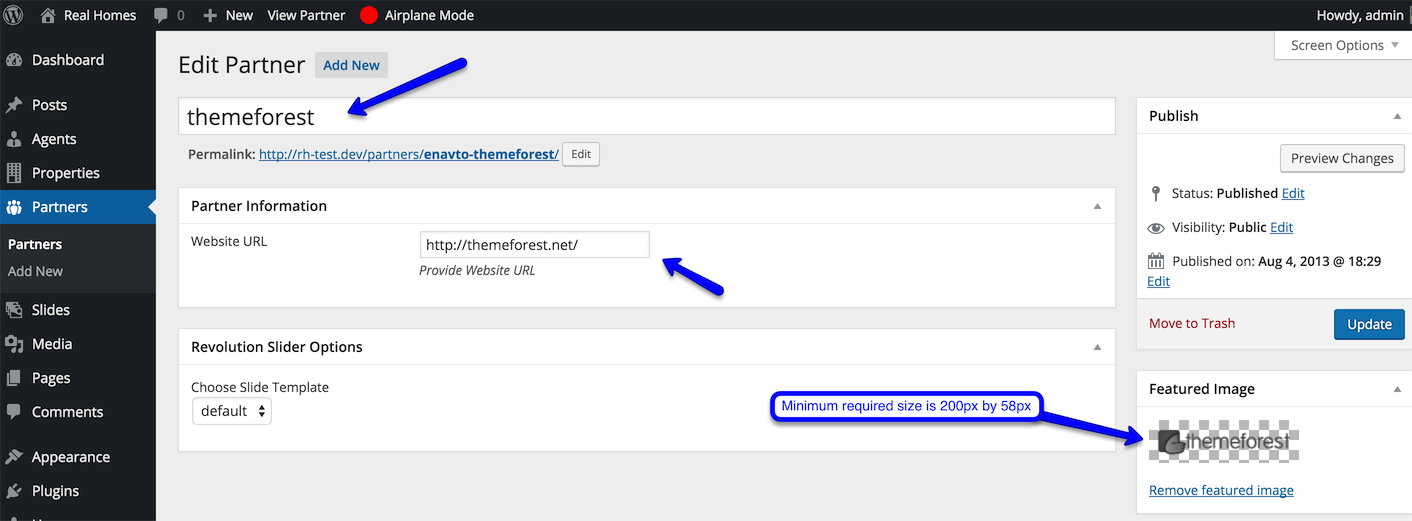 Real Homes 0 New View Partner Airplane Mode Howdy, admin
Screen Options
Dashboard
Posts
Agents
Properties
Partners
Partners
Add New
Slides
Media
Pages
Comments
Appearance
Plugins
Edit Partner Add New
themeforest
Permalink: http://rh-test.dev/partners/enavto-themeforest/ Edit
Partner Information
Website URL http://themeforest.net/
Provide Website URL
Revolution Slider Options
Choose Slide Template
default
Minimum required size is 200px by 58px
Publish
Preview Changes
Status: Published Edit
Visibility: Public Edit
Published on: Aug 4, 2013 @ 18:29
Edit
Move to Trash Update
Featured Image
themeforest
Remove featured image